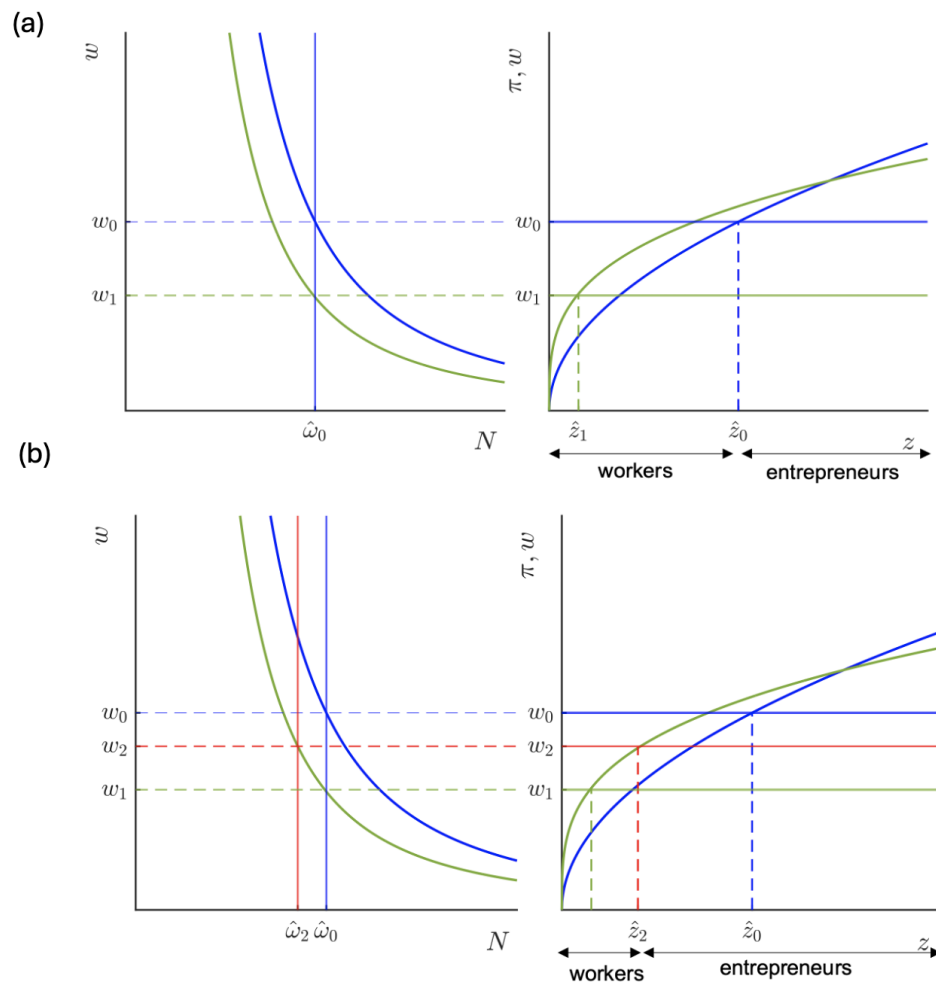 (a)
w
w₀
w₁
ω̂₀
N
π, w
w₀
w₁
ẑ₁
ẑ₀
z
workers
entrepreneurs
(b)
w
w₀
w₂
w₁
ω̂₂ ω̂₀
N
π, w
w₀
w₂
w₁
ẑ₂
ẑ₀
z
workers
entrepreneurs